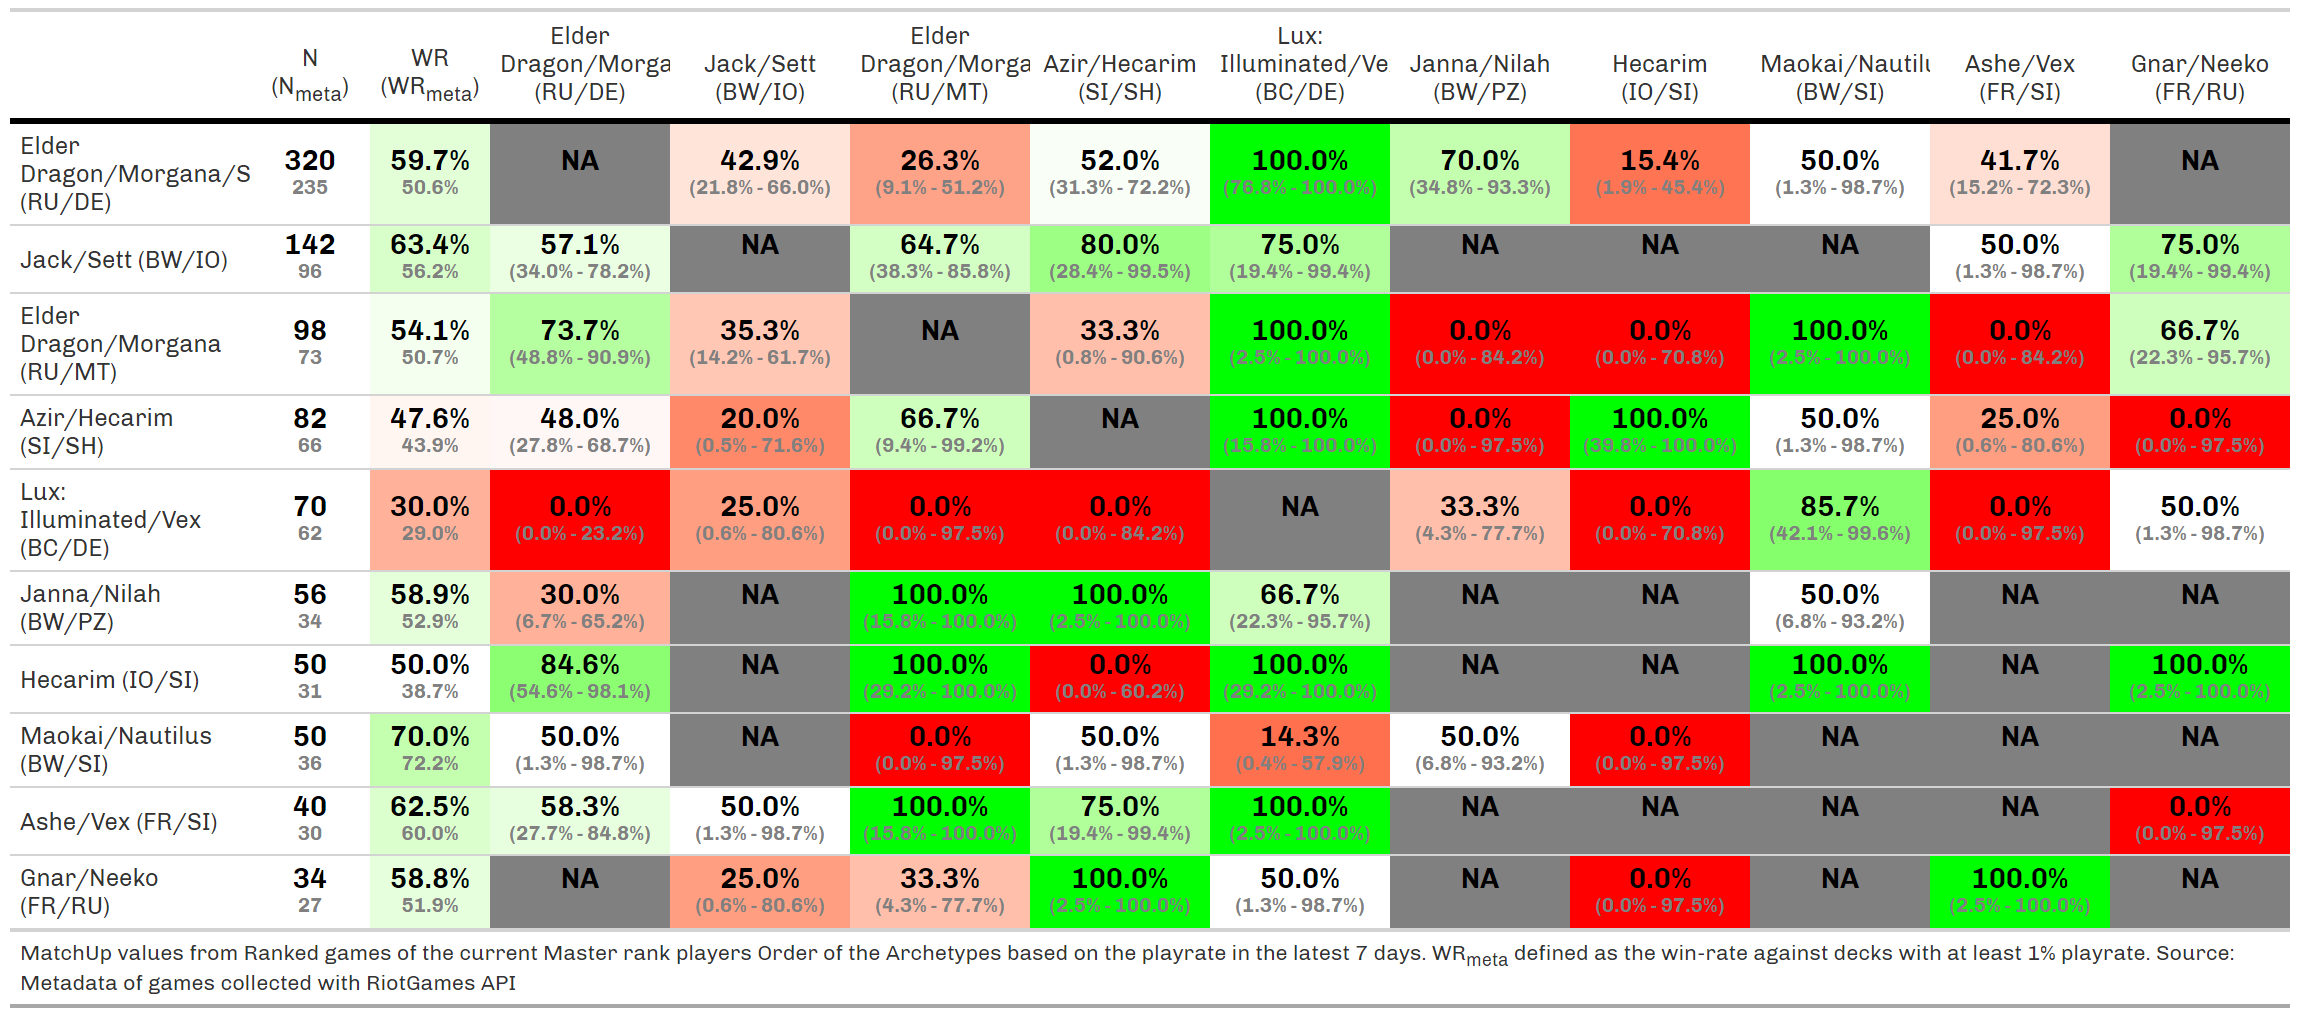 N (N_meta) WR (WR_meta) Elder Dragon/Morga (RU/DE) Jack/Sett (BW/IO) Elder Dragon/Morga (RU/MT) Azir/Hecarim (SI/SH) Lux: Illuminated/Ve (BC/DE) Janna/Nilah (BW/PZ) Hecarim (IO/SI) Maokai/Nautilu (BW/SI) Ashe/Vex (FR/SI) Gnar/Neeko (FR/RU)
Elder Dragon/Morgana/S (RU/DE) 320 59.7% NA 42.9% 26.3% 52.0% 100.0% 70.0% 15.4% 50.0% 41.7% NA
235 50.6% (21.8% - 66.0%) (9.1% - 51.2%) (31.3% - 72.2%) (76.8% - 100.0%) (34.8% - 93.3%) (1.9% - 45.4%) (1.3% - 98.7%) (15.2% - 72.3%)
Jack/Sett (BW/IO) 142 63.4% 57.1% NA 64.7% 80.0% 75.0% NA NA NA 50.0% 75.0%
96 56.2% (34.0% - 78.2%) (38.3% - 85.8%) (28.4% - 99.5%) (19.4% - 99.4%) (1.3% - 98.7%) (19.4% - 99.4%)
Elder Dragon/Morgana (RU/MT) 98 54.1% 73.7% 35.3% NA 33.3% 100.0% 0.0% 0.0% 100.0% 0.0% 66.7%
73 50.7% (48.8% - 90.9%) (14.2% - 61.7%) (0.8% - 90.6%) (2.5% - 100.0%) (0.0% - 84.2%) (0.0% - 70.8%) (2.5% - 100.0%) (0.0% - 84.2%) (22.3% - 95.7%)
Azir/Hecarim (SI/SH) 82 47.6% 48.0% 20.0% 66.7% NA 100.0% 0.0% 100.0% 50.0% 25.0% 0.0%
66 43.9% (27.8% - 68.7%) (0.5% - 71.6%) (9.4% - 99.2%) (15.8% - 100.0%) (0.0% - 97.5%) (39.8% - 100.0%) (1.3% - 98.7%) (0.6% - 80.6%) (0.0% - 97.5%)
Lux: Illuminated/Vex (BC/DE) 70 30.0% 0.0% 25.0% 0.0% 0.0% NA 33.3% 0.0% 85.7% 0.0% 50.0%
62 29.0% (0.0% - 23.2%) (0.6% - 80.6%) (0.0% - 97.5%) (0.0% - 84.2%) (4.3% - 77.7%) (0.0% - 70.8%) (42.1% - 99.6%) (0.0% - 97.5%) (1.3% - 98.7%)
Janna/Nilah (BW/PZ) 56 58.9% 30.0% NA 100.0% 100.0% 66.7% NA NA 50.0% NA NA
34 52.9% (6.7% - 65.2%) (15.8% - 100.0%) (2.5% - 100.0%) (22.3% - 95.7%) (6.8% - 93.2%)
Hecarim (IO/SI) 50 50.0% 84.6% NA 100.0% 0.0% 100.0% NA NA 100.0% NA 100.0%
31 38.7% (54.6% - 98.1%) (29.2% - 100.0%) (0.0% - 60.2%) (29.2% - 100.0%) (2.5% - 100.0%) (2.5% - 100.0%)
Maokai/Nautilus (BW/SI) 50 70.0% 50.0% NA 0.0% 50.0% 14.3% 50.0% 0.0% NA NA NA
36 72.2% (1.3% - 98.7%) (0.0% - 97.5%) (1.3% - 98.7%) (0.4% - 57.9%) (6.8% - 93.2%) (0.0% - 97.5%)
Ashe/Vex (FR/SI) 40 62.5% 58.3% 50.0% 100.0% 75.0% 100.0% NA NA NA NA 0.0%
30 60.0% (27.7% - 84.8%) (1.3% - 98.7%) (15.8% - 100.0%) (19.4% - 99.4%) (2.5% - 100.0%) (0.0% - 97.5%)
Gnar/Neeko (FR/RU) 34 58.8% NA 25.0% 33.3% 100.0% 50.0% NA 0.0% NA 100.0% NA
27 51.9% (0.6% - 80.6%) (4.3% - 77.7%) (2.5% - 100.0%) (1.3% - 98.7%) (0.0% - 97.5%) (2.5% - 100.0%)
MatchUp values from Ranked games of the current Master rank players Order of the Archetypes based on the playrate in the latest 7 days. WR_meta defined as the win-rate against decks with at least 1% playrate. Source:
Metadata of games collected with RiotGames API